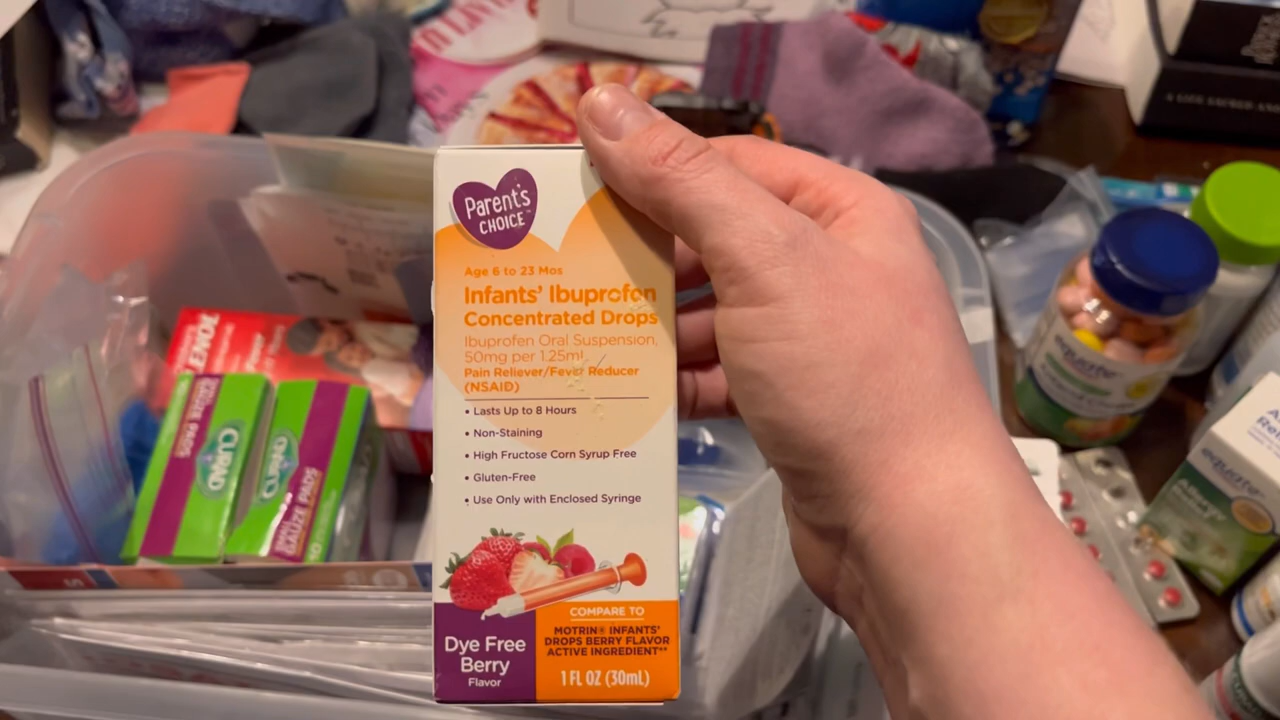 Parent's
CHOICE™
Age 6 to 23 Mos
Infants' Ibuprofen
Concentrated Drops
Ibuprofen Oral Suspension,
50mg per 1.25mL
Pain Reliever/Fever Reducer
(NSAID)
• Lasts Up to 8 Hours
• Non-Staining
• High Fructose Corn Syrup Free
• Gluten-Free
• Use Only with Enclosed Syringe
Dye Free
Berry
Flavor
COMPARE TO
MOTRIN® INFANTS'
DROPS BERRY FLAVOR
ACTIVE INGREDIENT**
1 FL OZ (30mL)
CURAD
GAUZE PADS
equate
equate